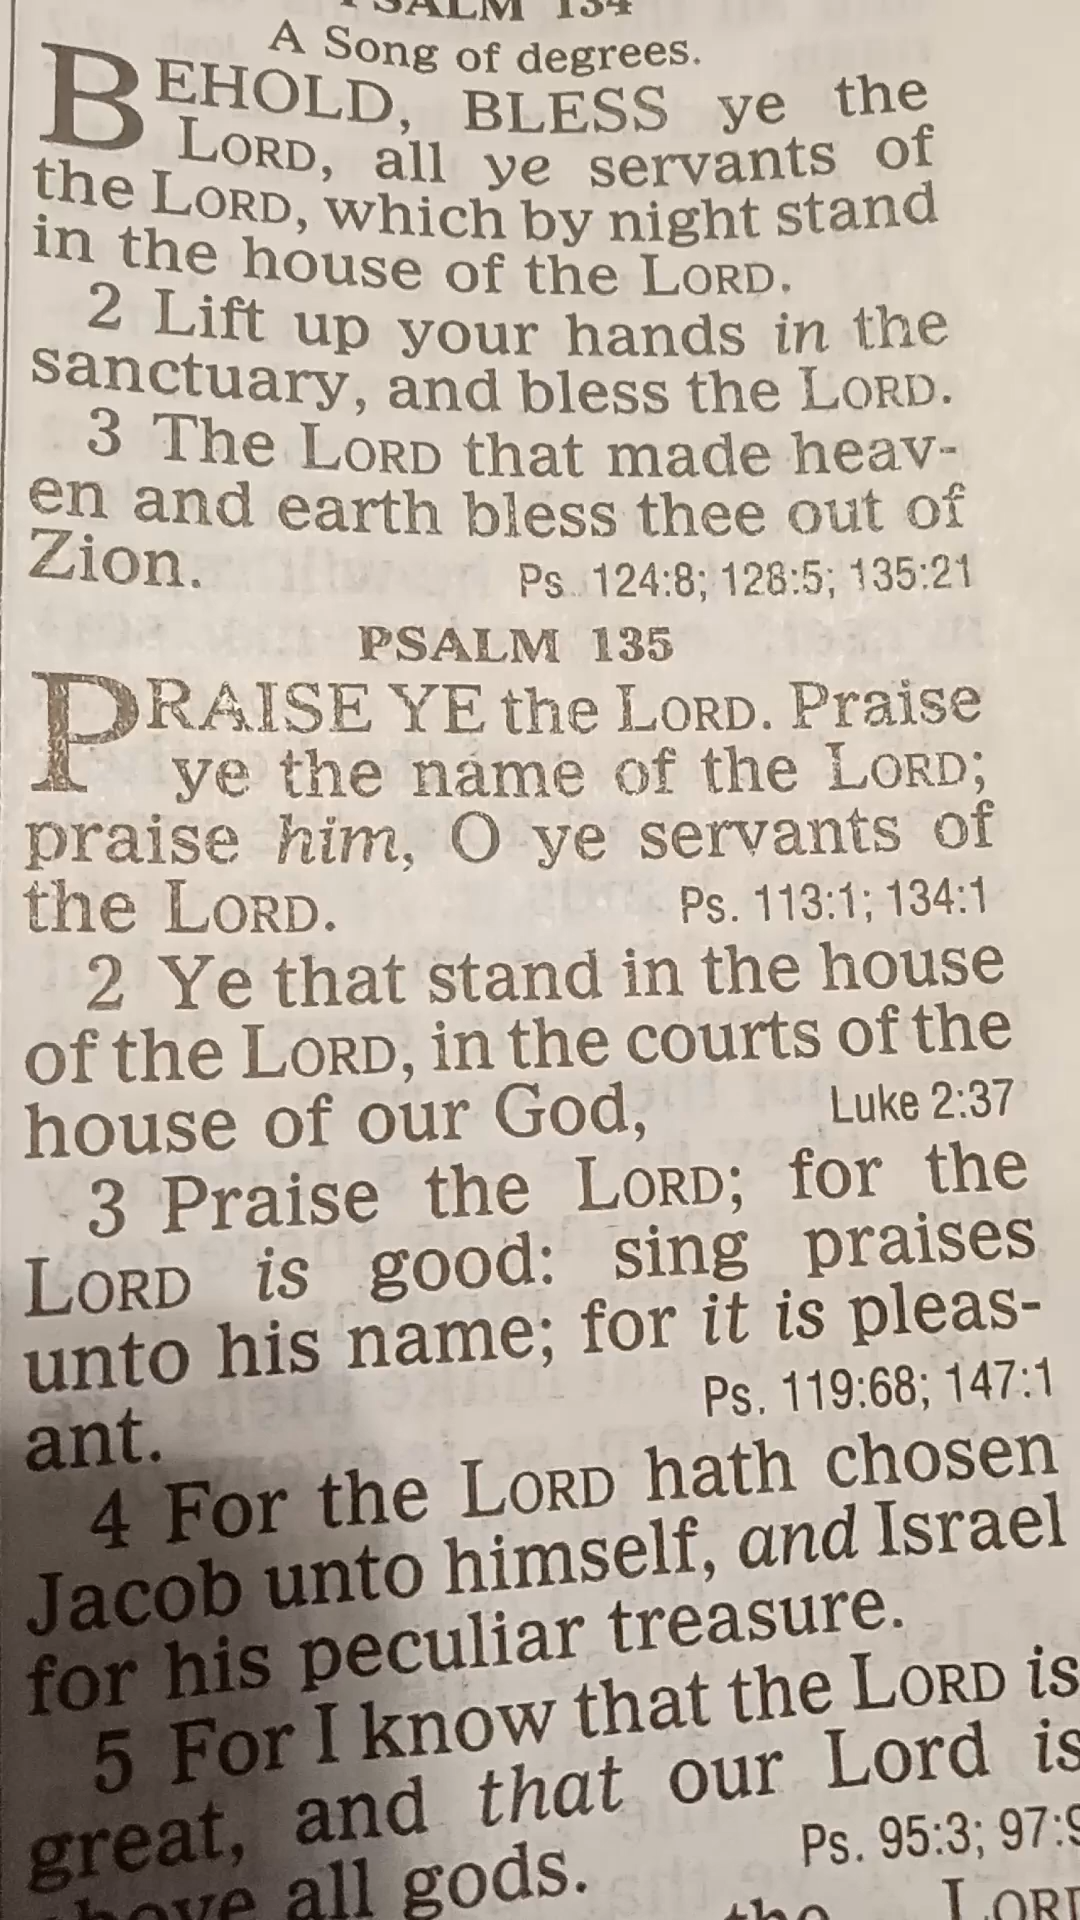 PSALM 134
A Song of degrees.
BEHOLD, BLESS ye the
LORD, all ye servants of
the LORD, which by night stand
in the house of the LORD.
2 Lift up your hands in the
sanctuary, and bless the LORD.
3 The LORD that made heav-
en and earth bless thee out of
Zion. Ps. 124:8; 128:5; 135:21
PSALM 135
PRAISE YE the LORD. Praise
ye the name of the LORD;
praise him, O ye servants of
the LORD. Ps. 113:1; 134:1
2 Ye that stand in the house
of the LORD, in the courts of the
house of our God, Luke 2:37
3 Praise the LORD; for the
LORD is good: sing praises
unto his name; for it is pleas-
ant. Ps. 119:68; 147:1
4 For the LORD hath chosen
Jacob unto himself, and Israel
for his peculiar treasure.
5 For I know that the LORD is
great, and that our Lord is
above all gods. Ps. 95:3; 97:9
the LORD